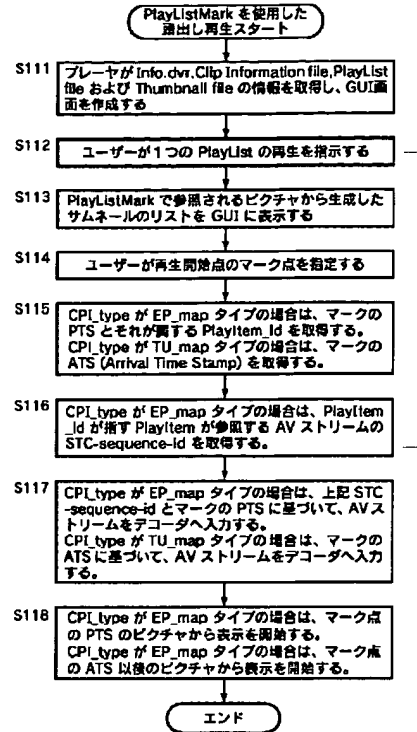 PlayListMark を使用した
頭出し再生スタート
S111
プレーヤが Info.dvr,Clip Information file,PlayList
file および Thumbnail file の情報を取得し、GUI画
面を作成する
S112
ユーザーが1つの PlayList の再生を指示する
S113
PlayListMark で参照されるピクチャから生成した
サムネールのリストを GUI に表示する
S114
ユーザーが再生開始点のマーク点を指定する
S115
CPI_type が EP_map タイプの場合は、マークの
PTS とそれが属する PlayItem_Id を取得する。
CPI_type が TU_map タイプの場合は、マークの
ATS (Arrival Time Stamp) を取得する。
S116
CPI_type が EP_map タイプの場合は、PlayItem
_Id が指す PlayItem が参照する AV ストリームの
STC-sequence-id を取得する。
S117
CPI_type が EP_map タイプの場合は、上記 STC
-sequence-id とマークの PTS に基づいて、AVス
トリームをデコーダへ入力する。
CPI_type が TU_map タイプの場合は、マークの
ATS に基づいて、AV ストリームをデコーダへ入力
する。
S118
CPI_type が EP_map タイプの場合は、マーク点
の PTS のピクチャから表示を開始する。
CPI_type が EP_map タイプの場合は、マーク点
の ATS 以後のピクチャから表示を開始する。
エンド